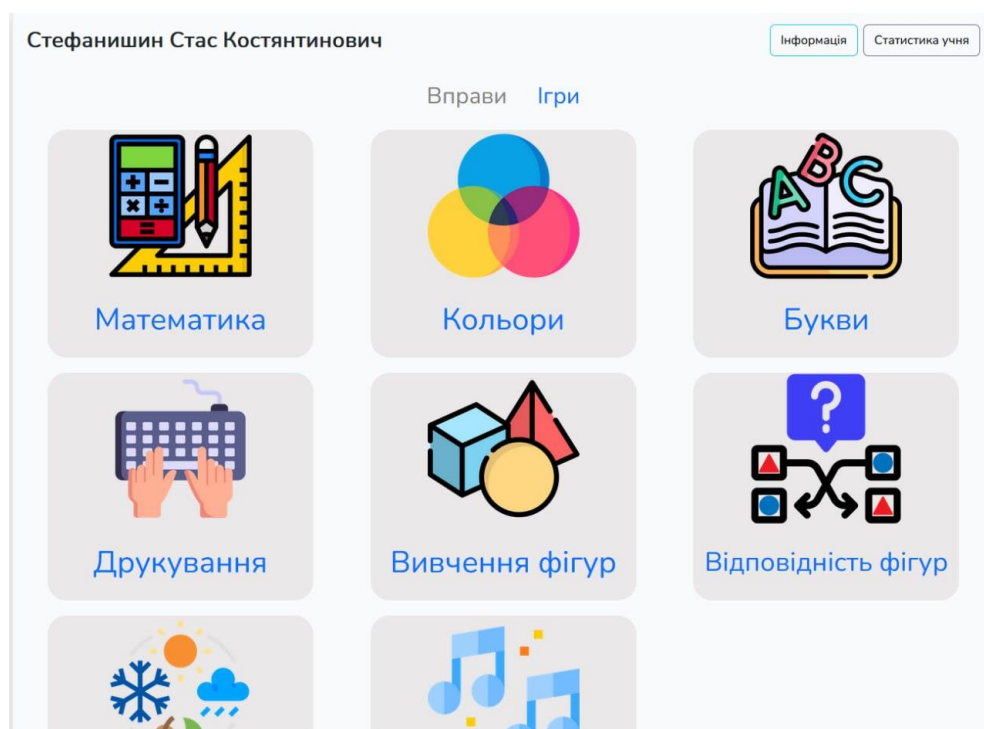 Стефанишин Стас Костянтинович
Інформація
Статистика учня
Вправи Ігри
A B C
Математика
Кольори
Букви
?
Друкування
Вивчення фігур
Відповідність фігур